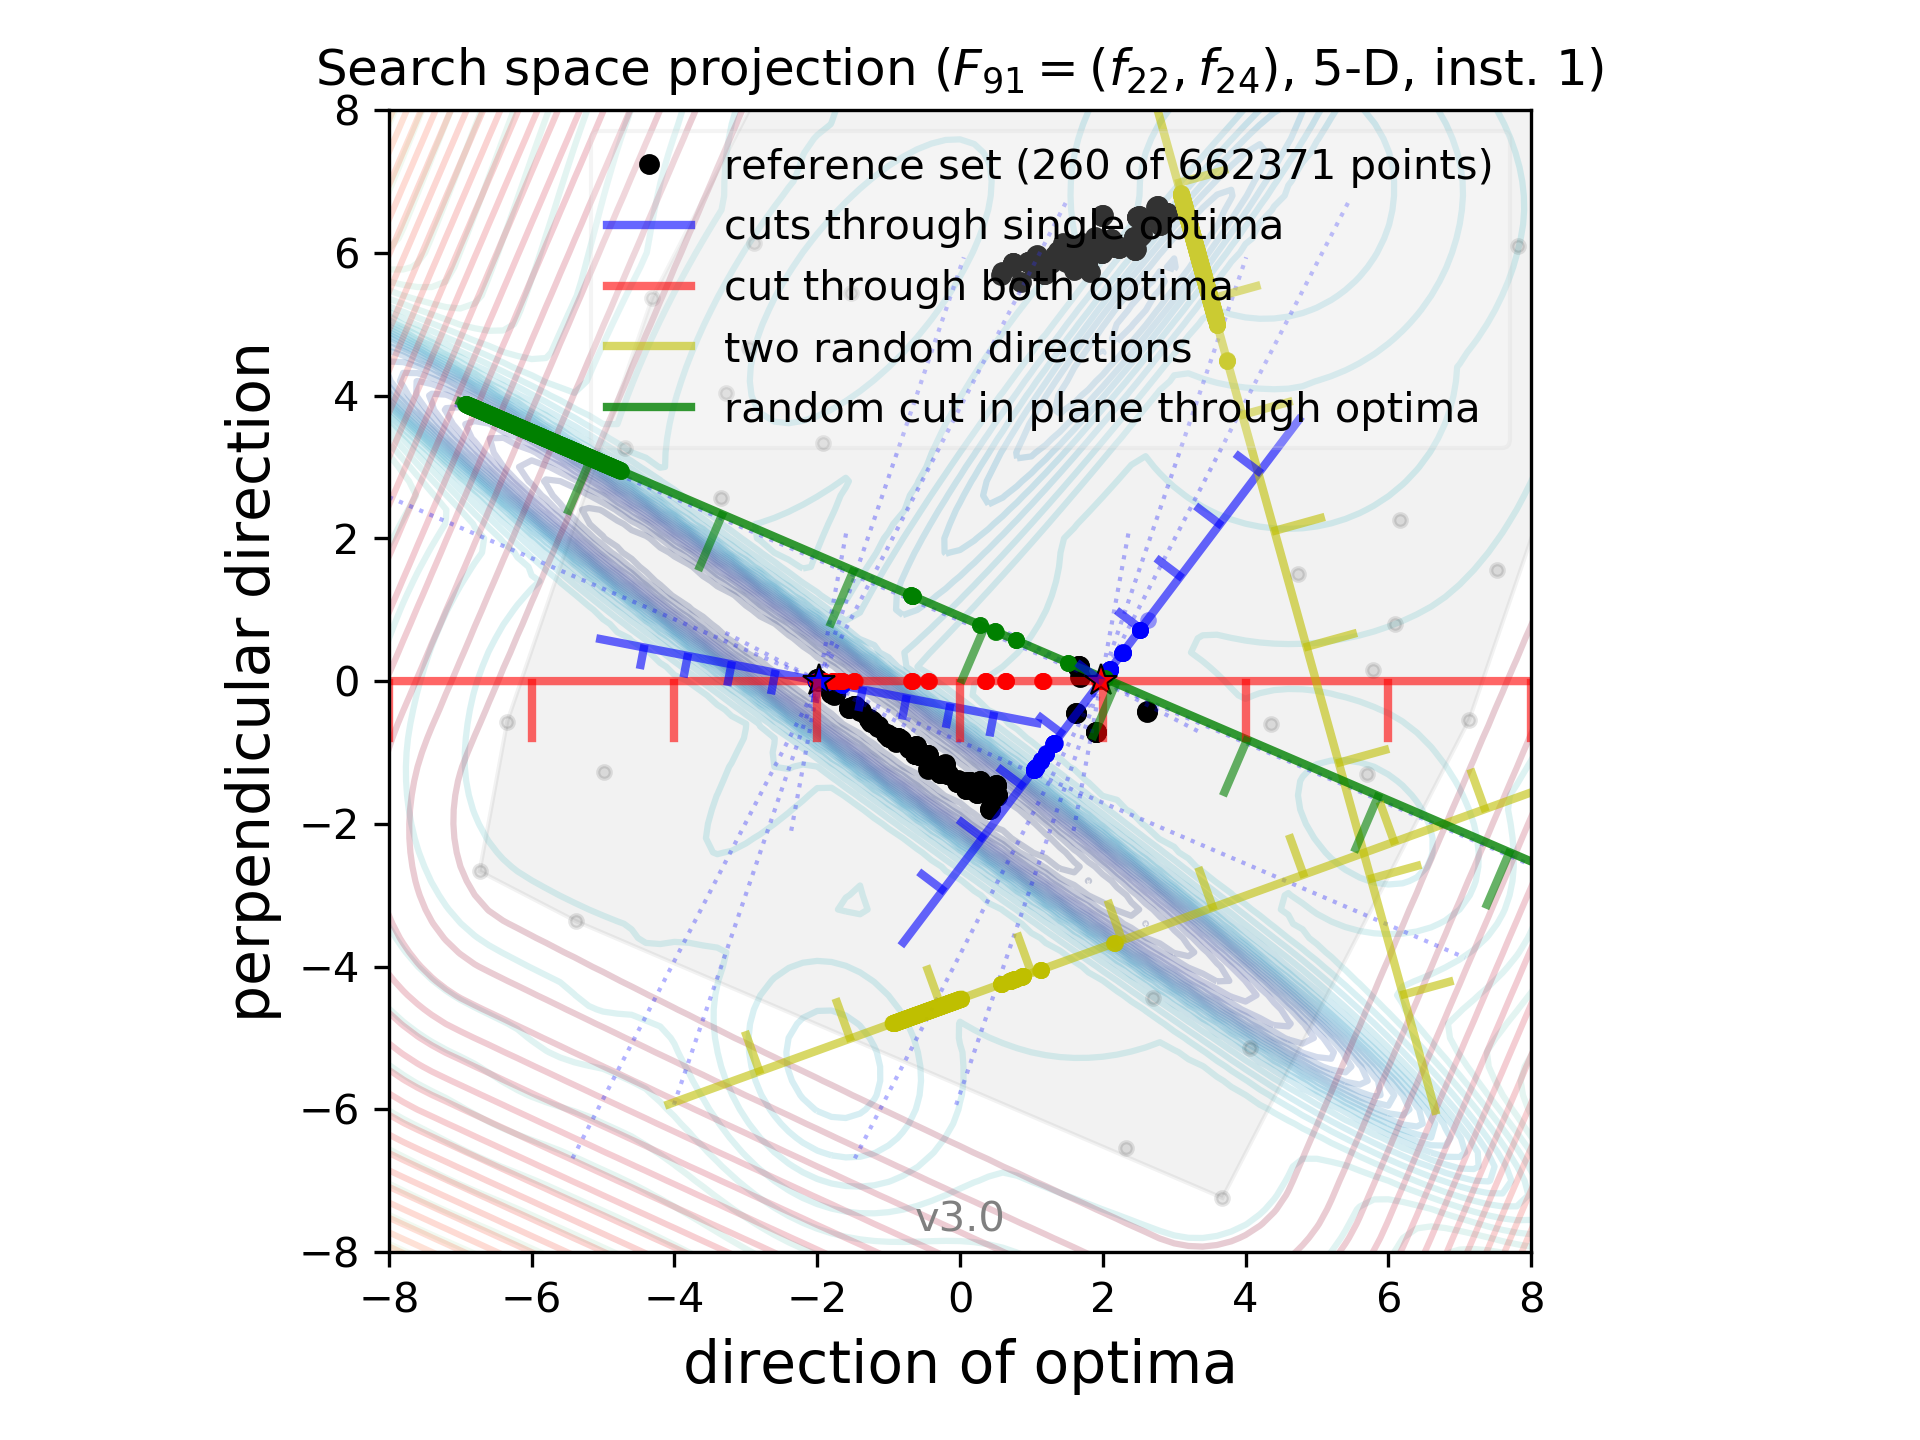 Search space projection (F₉₁ = (f₂₂, f₂₄), 5-D, inst. 1)
reference set (260 of 662371 points)
cuts through single optima
cut through both optima
two random directions
random cut in plane through optima
8
6
4
2
0
−2
−4
−6
−8
perpendicular direction
v3.0
−8 −6 −4 −2 0 2 4 6 8
direction of optima